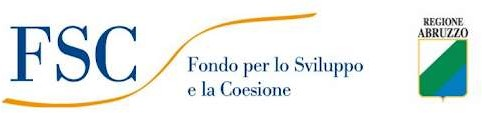 FSC
Fondo per lo Sviluppo
e la Coesione
REGIONE
ABRUZZO